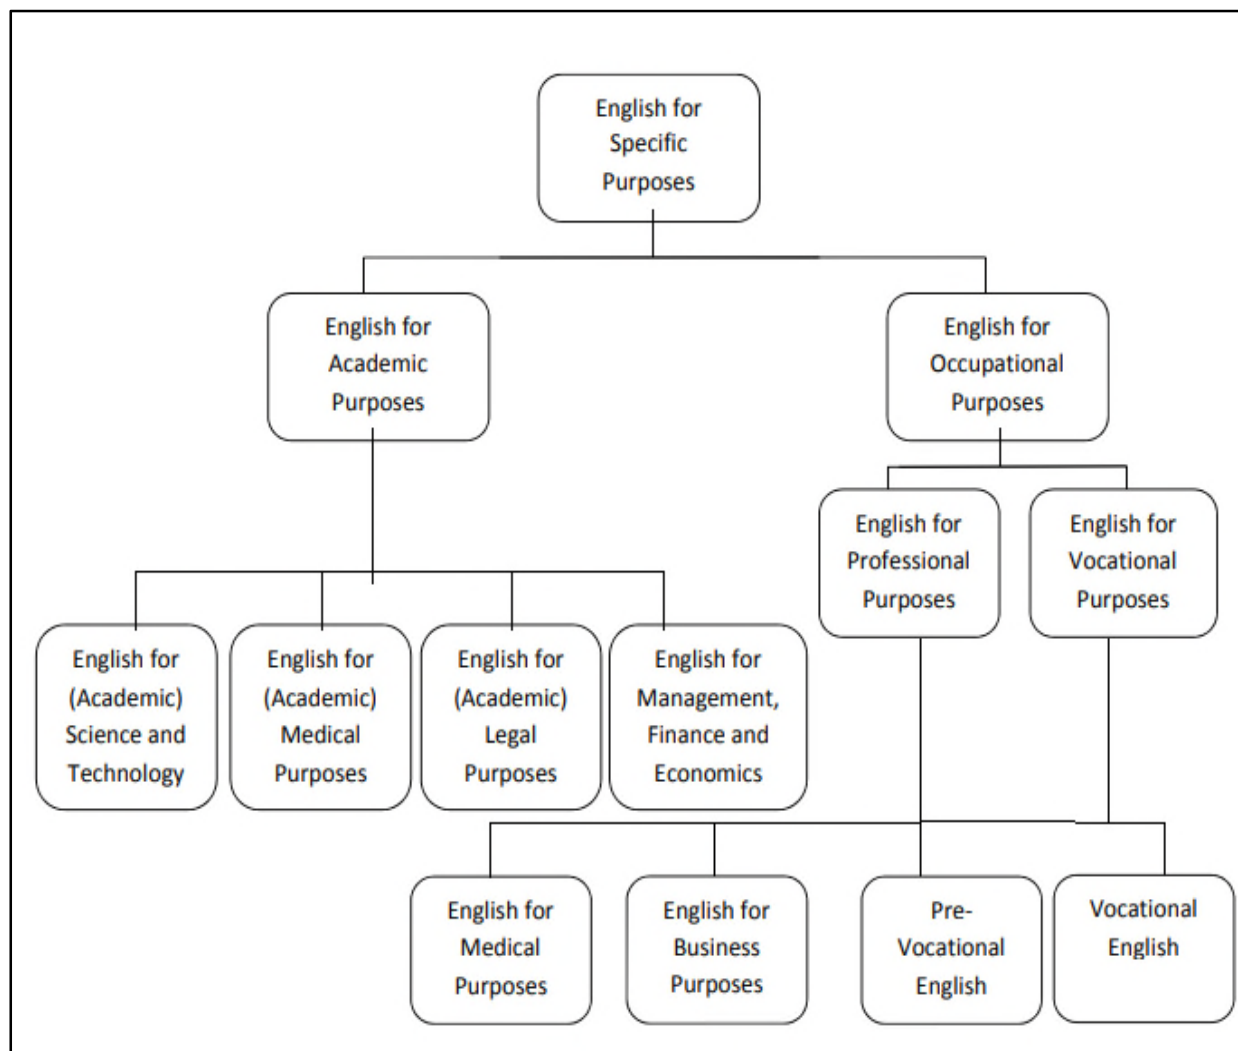 English for
Specific
Purposes
English for
Academic
Purposes
English for
Occupational
Purposes
English for
Professional
Purposes
English for
Vocational
Purposes
English for
(Academic)
Science and
Technology
English for
(Academic)
Medical
Purposes
English for
(Academic)
Legal
Purposes
English for
Management,
Finance and
Economics
English for
Medical
Purposes
English for
Business
Purposes
Pre-
Vocational
English
Vocational
English